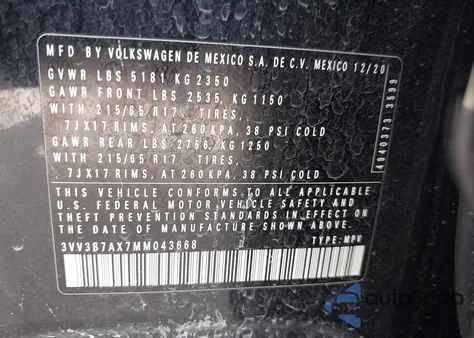 MFD BY VOLKSWAGEN DE MEXICO S.A. DE C.V. MEXICO 12/20
GVWR LBS 5181 KG 2350
GAWR FRONT LBS 2535, KG 1150
WITH 215/65 R17 TIRES,
7JX17 RIMS, AT 260 KPA, 38 PSI COLD
GAWR REAR LBS 2756, KG 1250
WITH 215/65 R17 TIRES,
7JX17 RIMS, AT 260 KPA, 38 PSI COLD
THIS VEHICLE CONFORMS TO ALL APPLICABLE
U.S. FEDERAL MOTOR VEHICLE SAFETY AND
THEFT PREVENTION STANDARDS IN EFFECT ON THE
DATE OF MANUFACTURE SHOWN ABOVE.
3VV3B7AX7MM043668 TYPE: MPV
4940373 3599